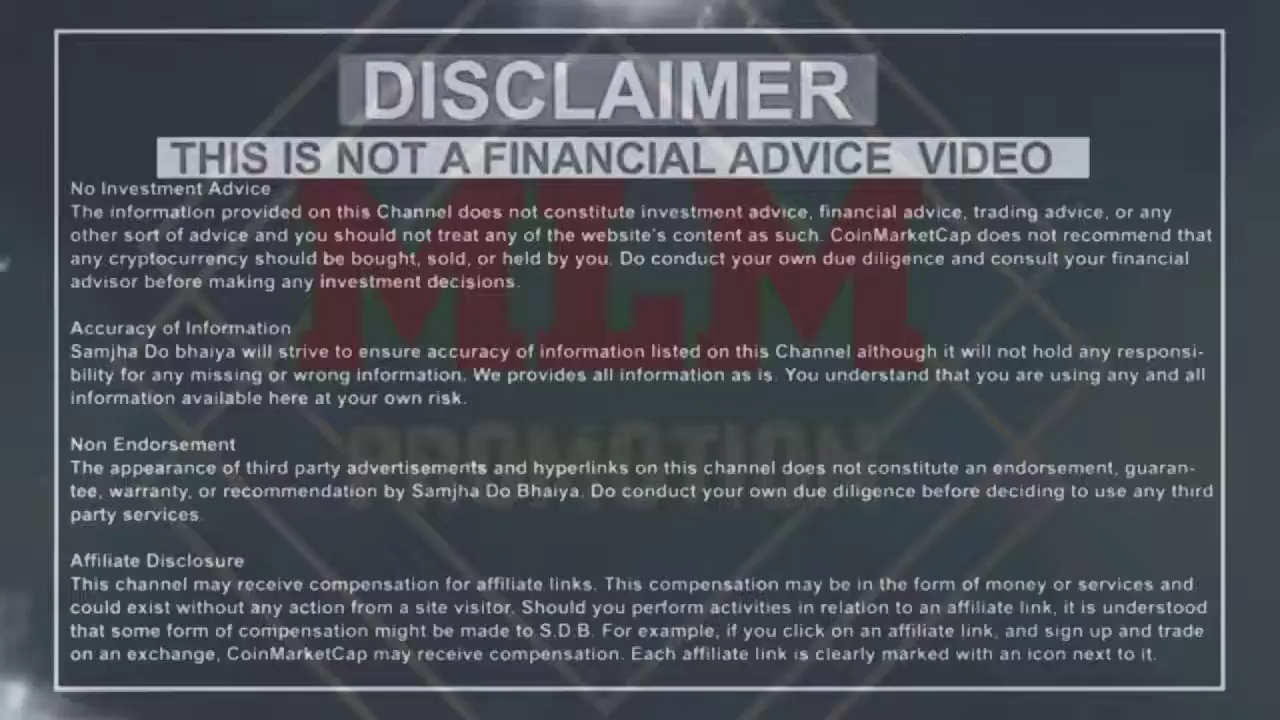 DISCLAIMER
THIS IS NOT A FINANCIAL ADVICE VIDEO
No Investment Advice
The information provided on this Channel does not constitute investment advice, financial advice, trading advice, or any
other sort of advice and you should not treat any of the website's content as such. CoinMarketCap does not recommend that
any cryptocurrency should be bought, sold, or held by you. Do conduct your own due diligence and consult your financial
advisor before making any investment decisions.
Accuracy of Information
Samjha Do bhaiya will strive to ensure accuracy of information listed on this Channel although it will not hold any responsi-
bility for any missing or wrong information. We provides all information as is. You understand that you are using any and all
information available here at your own risk.
Non Endorsement
The appearance of third party advertisements and hyperlinks on this channel does not constitute an endorsement, guaran-
tee, warranty, or recommendation by Samjha Do Bhaiya. Do conduct your own due diligence before deciding to use any third
party services.
Affiliate Disclosure
This channel may receive compensation for affiliate links. This compensation may be in the form of money or services and
could exist without any action from a site visitor. Should you perform activities in relation to an affiliate link, it is understood
that some form of compensation might be made to S.D.B. For example, if you click on an affiliate link, and sign up and trade
on an exchange, CoinMarketCap may receive compensation. Each affiliate link is clearly marked with an icon next to it.
MLM
PROMOTION